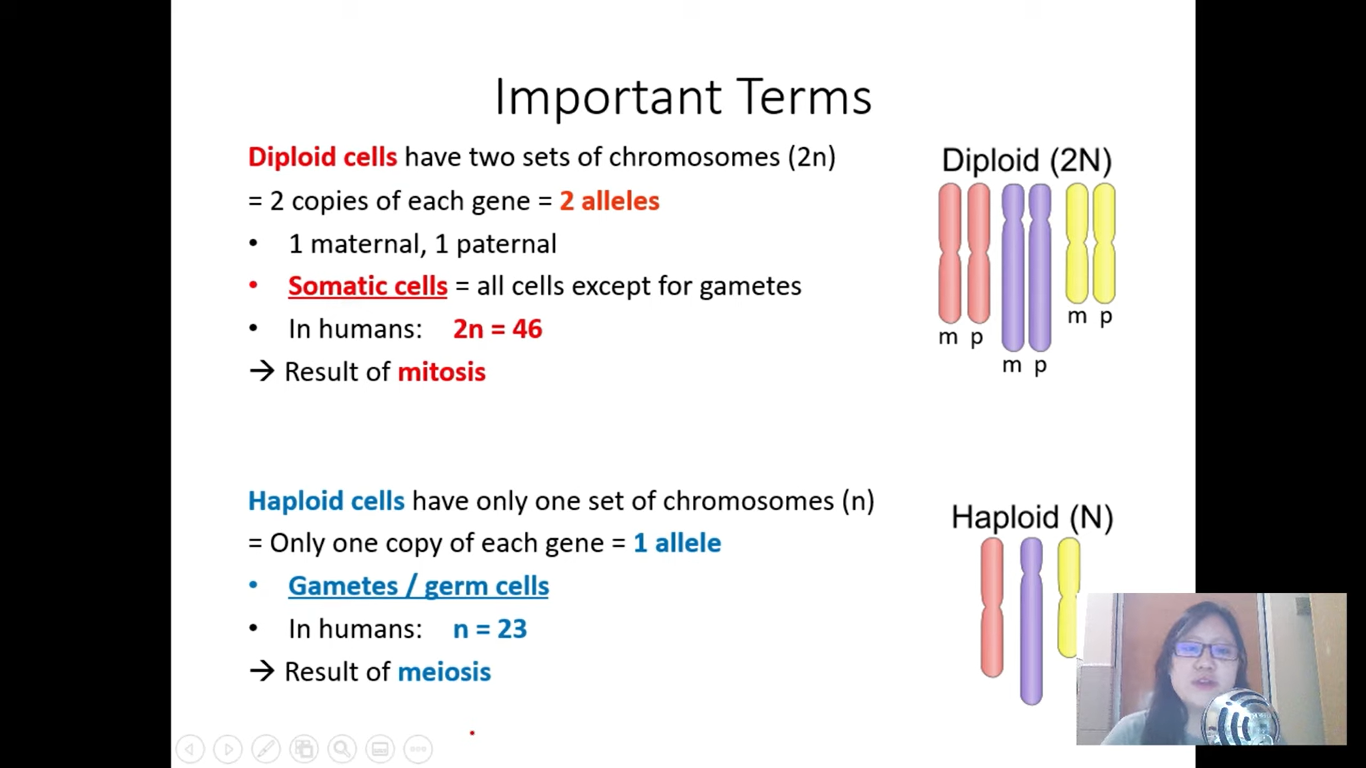 Important Terms
Diploid cells have two sets of chromosomes (2n)
= 2 copies of each gene = 2 alleles
• 1 maternal, 1 paternal
• Somatic cells = all cells except for gametes
• In humans: 2n = 46
→ Result of mitosis
Diploid (2N)
m p
m p
m p
Haploid cells have only one set of chromosomes (n)
= Only one copy of each gene = 1 allele
• Gametes / germ cells
• In humans: n = 23
→ Result of meiosis
Haploid (N)